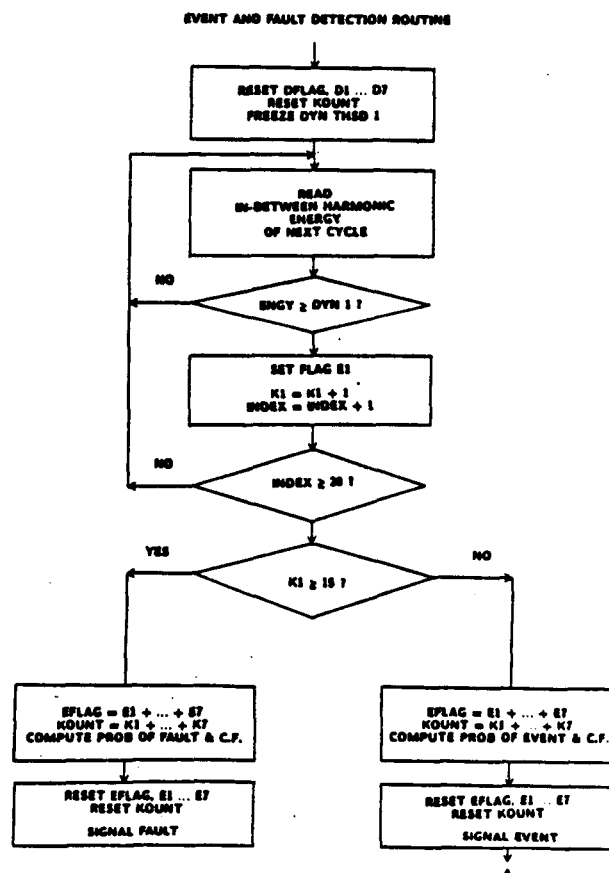 EVENT AND FAULT DETECTION ROUTINE
RESET DFLAG, D1 ... D7
RESET KOUNT
FREEZE DYN THSD 1
READ
IN-BETWEEN HARMONIC
ENERGY
OF NEXT CYCLE
NO
ENGY ≥ DYN 1 ?
SET FLAG E1
K1 = K1 + 1
INDEX = INDEX + 1
NO
INDEX ≥ 20 ?
YES
NO
K1 ≥ 15 ?
EFLAG = E1 + ... + E7
KOUNT = K1 + ... + K7
COMPUTE PROB OF FAULT & C.F.
EFLAG = E1 + ... + E7
KOUNT = K1 + ... + K7
COMPUTE PROB OF EVENT & C.F.
RESET EFLAG, E1 ... E7
RESET KOUNT
SIGNAL FAULT
RESET EFLAG, E1 ... E7
RESET KOUNT
SIGNAL EVENT